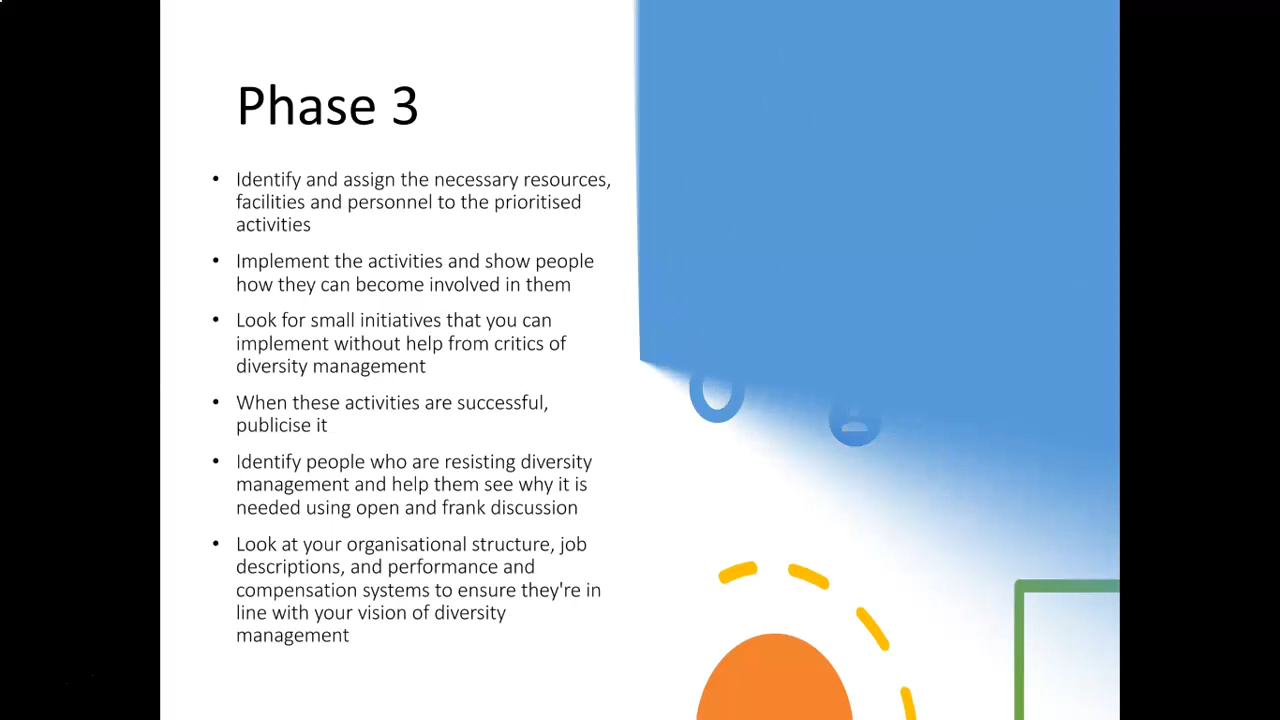 Phase 3
• Identify and assign the necessary resources,
facilities and personnel to the prioritised
activities
• Implement the activities and show people
how they can become involved in them
• Look for small initiatives that you can
implement without help from critics of
diversity management
• When these activities are successful,
publicise it
• Identify people who are resisting diversity
management and help them see why it is
needed using open and frank discussion
• Look at your organisational structure, job
descriptions, and performance and
compensation systems to ensure they're in
line with your vision of diversity
management